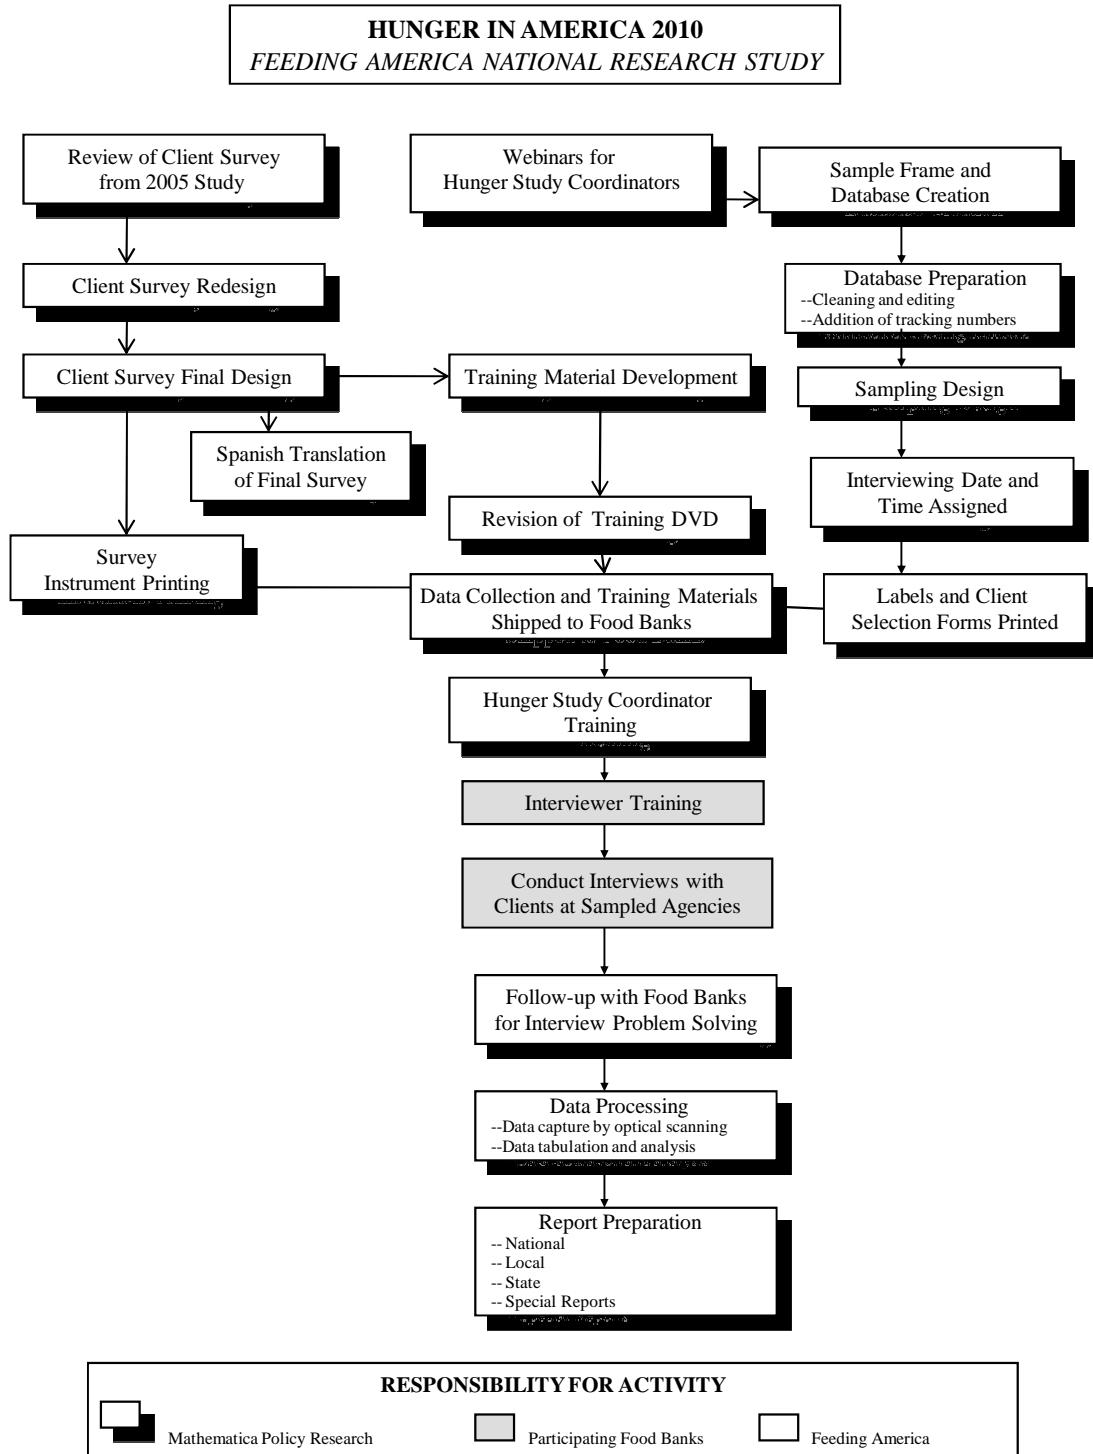 HUNGER IN AMERICA 2010
FEEDING AMERICA NATIONAL RESEARCH STUDY
Review of Client Survey
from 2005 Study
Webinars for
Hunger Study Coordinators
Sample Frame and
Database Creation
Client Survey Redesign
Database Preparation
--Cleaning and editing
--Addition of tracking numbers
Client Survey Final Design
Training Material Development
Sampling Design
Spanish Translation
of Final Survey
Interviewing Date and
Time Assigned
Revision of Training DVD
Survey
Instrument Printing
Data Collection and Training Materials
Shipped to Food Banks
Labels and Client
Selection Forms Printed
Hunger Study Coordinator
Training
Interviewer Training
Conduct Interviews with
Clients at Sampled Agencies
Follow-up with Food Banks
for Interview Problem Solving
Data Processing
--Data capture by optical scanning
--Data tabulation and analysis
Report Preparation
-- National
-- Local
-- State
-- Special Reports
RESPONSIBILITY FOR ACTIVITY
Mathematica Policy Research
Participating Food Banks
Feeding America